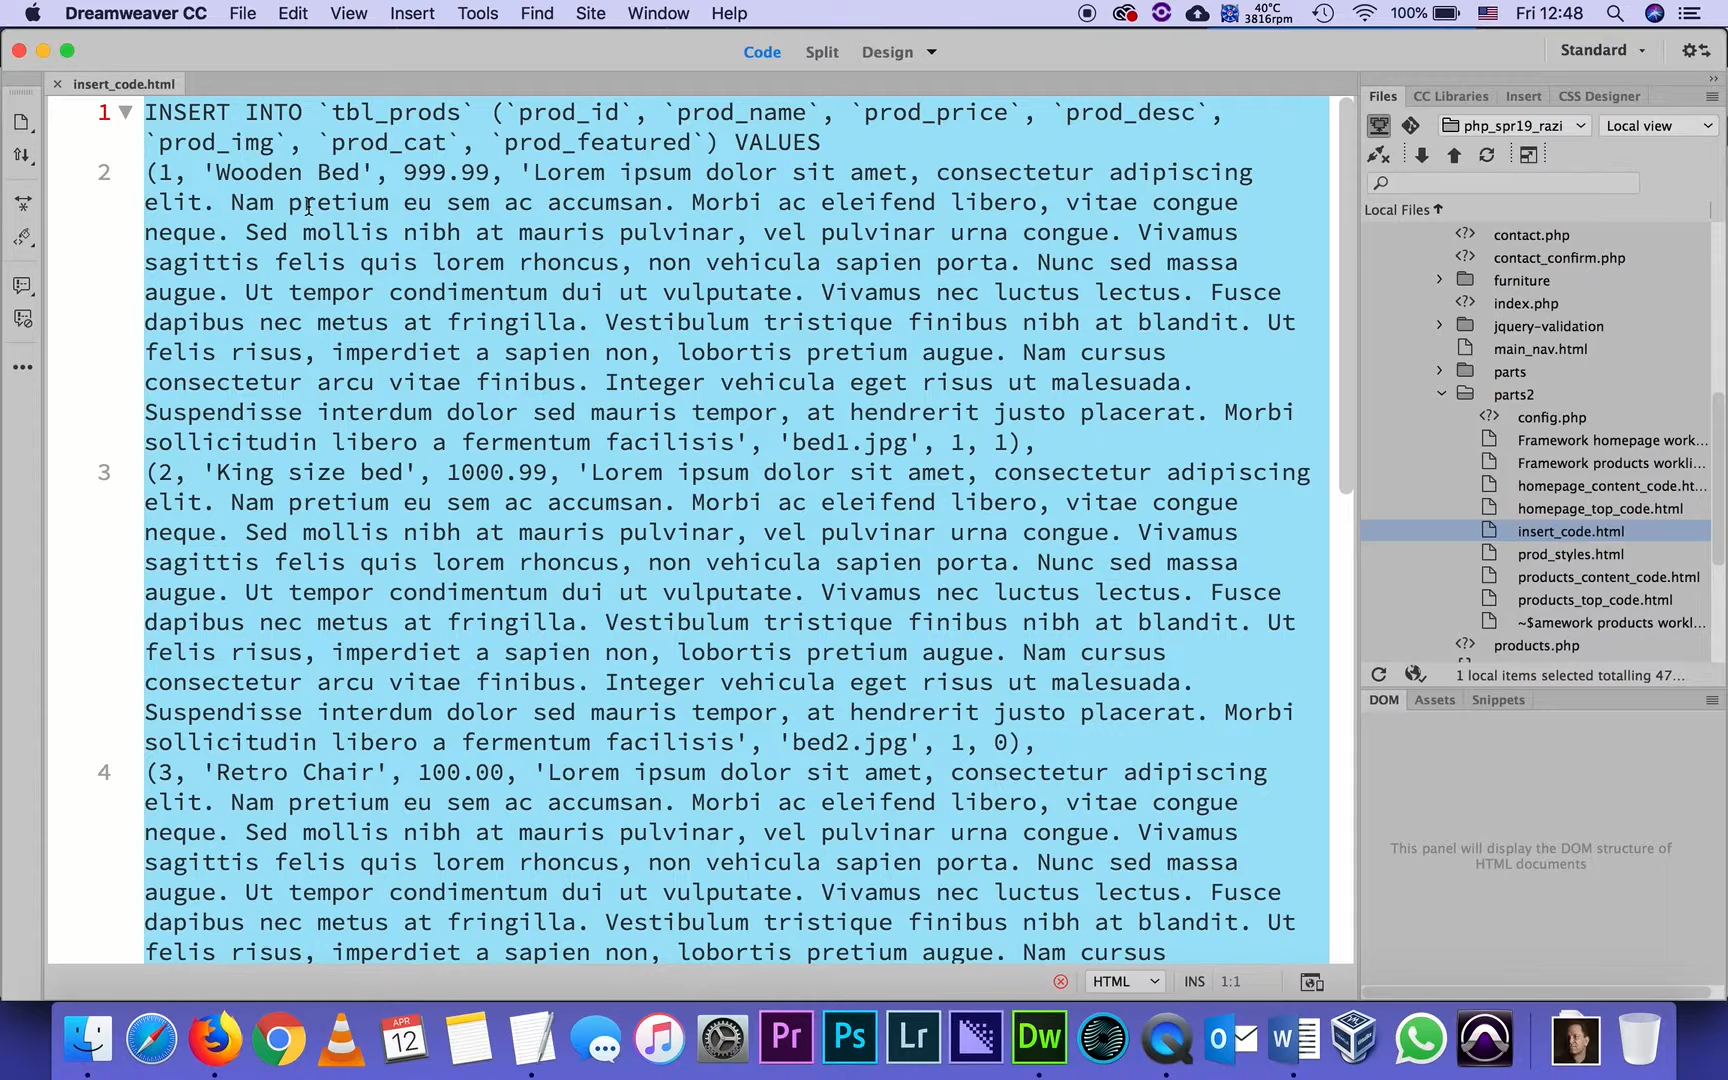 Dreamweaver CC File Edit View Insert Tools Find Site Window Help
40°C
3816rpm
100%
Fri 12:48
Code Split Design
Standard
insert_code.html
1 INSERT INTO `tbl_prods` (`prod_id`, `prod_name`, `prod_price`, `prod_desc`,
`prod_img`, `prod_cat`, `prod_featured`) VALUES
2 (1, 'Wooden Bed', 999.99, 'Lorem ipsum dolor sit amet, consectetur adipiscing
elit. Nam pretium eu sem ac accumsan. Morbi ac eleifend libero, vitae congue
neque. Sed mollis nibh at mauris pulvinar, vel pulvinar urna congue. Vivamus
sagittis felis quis lorem rhoncus, non vehicula sapien porta. Nunc sed massa
augue. Ut tempor condimentum dui ut vulputate. Vivamus nec luctus lectus. Fusce
dapibus nec metus at fringilla. Vestibulum tristique finibus nibh at blandit. Ut
felis risus, imperdiet a sapien non, lobortis pretium augue. Nam cursus
consectetur arcu vitae finibus. Integer vehicula eget risus ut malesuada.
Suspendisse interdum dolor sed mauris tempor, at hendrerit justo placerat. Morbi
sollicitudin libero a fermentum facilisis', 'bed1.jpg', 1, 1),
3 (2, 'King size bed', 1000.99, 'Lorem ipsum dolor sit amet, consectetur adipiscing
elit. Nam pretium eu sem ac accumsan. Morbi ac eleifend libero, vitae congue
neque. Sed mollis nibh at mauris pulvinar, vel pulvinar urna congue. Vivamus
sagittis felis quis lorem rhoncus, non vehicula sapien porta. Nunc sed massa
augue. Ut tempor condimentum dui ut vulputate. Vivamus nec luctus lectus. Fusce
dapibus nec metus at fringilla. Vestibulum tristique finibus nibh at blandit. Ut
felis risus, imperdiet a sapien non, lobortis pretium augue. Nam cursus
consectetur arcu vitae finibus. Integer vehicula eget risus ut malesuada.
Suspendisse interdum dolor sed mauris tempor, at hendrerit justo placerat. Morbi
sollicitudin libero a fermentum facilisis', 'bed2.jpg', 1, 0),
4 (3, 'Retro Chair', 100.00, 'Lorem ipsum dolor sit amet, consectetur adipiscing
elit. Nam pretium eu sem ac accumsan. Morbi ac eleifend libero, vitae congue
neque. Sed mollis nibh at mauris pulvinar, vel pulvinar urna congue. Vivamus
sagittis felis quis lorem rhoncus, non vehicula sapien porta. Nunc sed massa
augue. Ut tempor condimentum dui ut vulputate. Vivamus nec luctus lectus. Fusce
dapibus nec metus at fringilla. Vestibulum tristique finibus nibh at blandit. Ut
felis risus, imperdiet a sapien non, lobortis pretium augue. Nam cursus
HTML INS 1:1
Files CC Libraries Insert CSS Designer
php_spr19_razi Local view
Local Files
contact.php
contact_confirm.php
furniture
index.php
jquery-validation
main_nav.html
parts
parts2
config.php
Framework homepage work...
Framework products workli...
homepage_content_code.ht...
homepage_top_code.html
insert_code.html
prod_styles.html
products_content_code.html
products_top_code.html
~$amework products workl...
products.php
1 local items selected totalling 47...
DOM Assets Snippets
This panel will display the DOM structure of
HTML documents
APR
12
Pr Ps Lr Dw